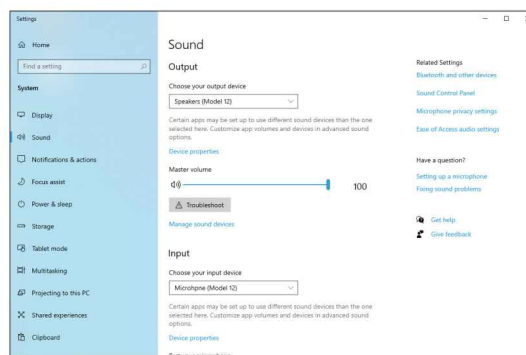 Settings
Home
Find a setting
System
Display
Sound
Notifications & actions
Focus assist
Power & sleep
Storage
Tablet mode
Multitasking
Projecting to this PC
Shared experiences
Clipboard
Sound
Output
Choose your output device
Speakers (Model 12)
Certain apps may be set up to use different sound devices than the one
selected here. Customize app volumes and devices in advanced sound
options.
Device properties
Master volume
100
Troubleshoot
Manage sound devices
Input
Choose your input device
Microhpne (Model 12)
Certain apps may be set up to use different sound devices than the one
selected here. Customize app volumes and devices in advanced sound
options.
Device properties
Related Settings
Bluetooth and other devices
Sound Control Panel
Microphone privacy settings
Ease of Access audio settings
Have a question?
Setting up a microphone
Fixing sound problems
Get help
Give feedback